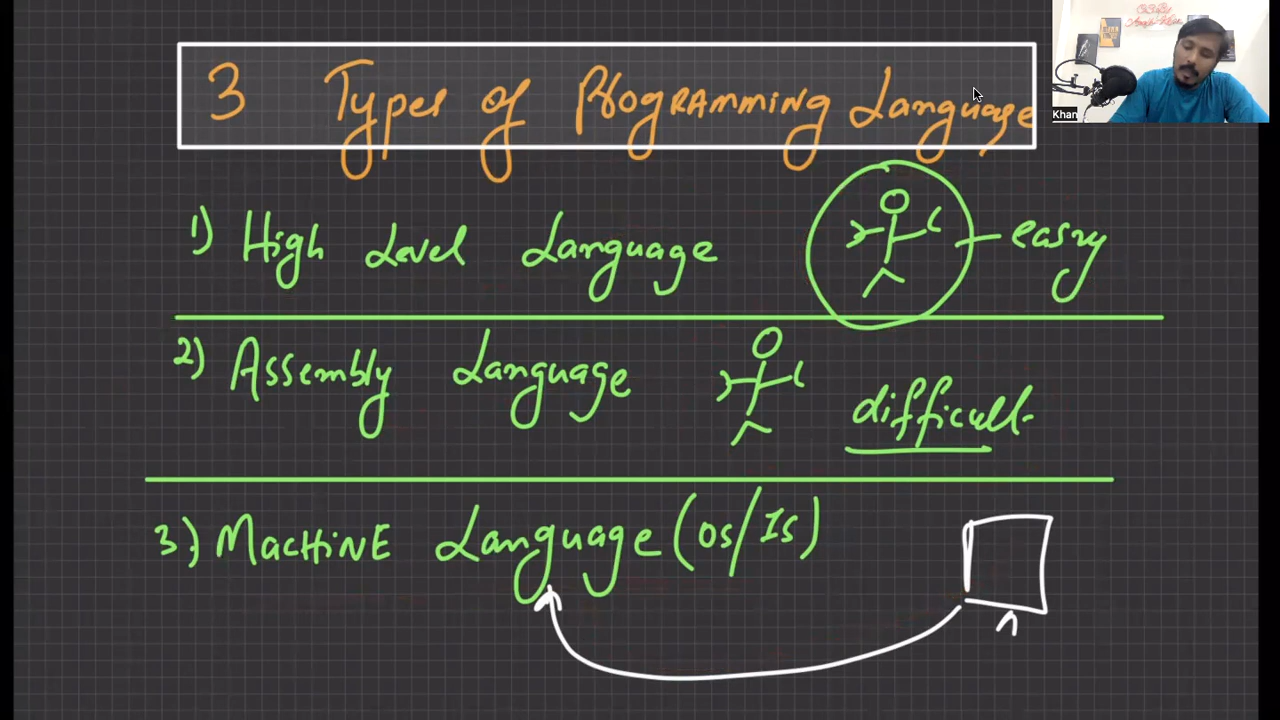 3 Types of Programming Language
1) High Level Language easy
2) Assembly Language difficult
3.) Machine Language (0s/1s)
Khan